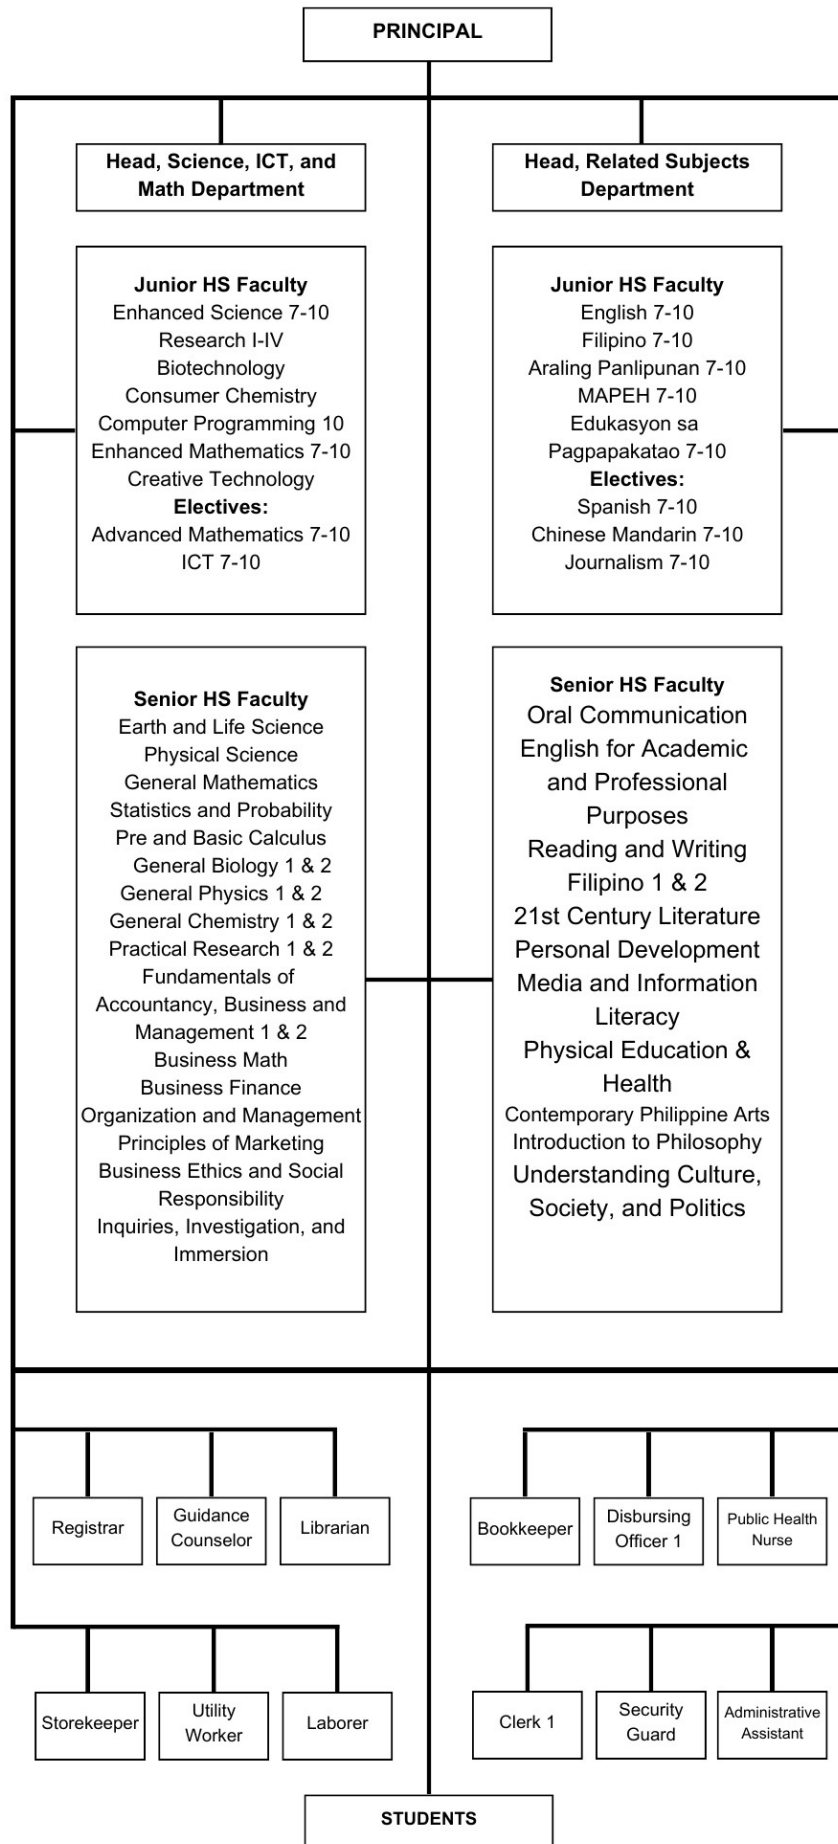 PRINCIPAL
Head, Science, ICT, and
Math Department
Head, Related Subjects
Department
Junior HS Faculty
Enhanced Science 7-10
Research I-IV
Biotechnology
Consumer Chemistry
Computer Programming 10
Enhanced Mathematics 7-10
Creative Technology
Electives:
Advanced Mathematics 7-10
ICT 7-10
Junior HS Faculty
English 7-10
Filipino 7-10
Araling Panlipunan 7-10
MAPEH 7-10
Edukasyon sa
Pagpapakatao 7-10
Electives:
Spanish 7-10
Chinese Mandarin 7-10
Journalism 7-10
Senior HS Faculty
Earth and Life Science
Physical Science
General Mathematics
Statistics and Probability
Pre and Basic Calculus
General Biology 1 & 2
General Physics 1 & 2
General Chemistry 1 & 2
Practical Research 1 & 2
Fundamentals of
Accountancy, Business and
Management 1 & 2
Business Math
Business Finance
Organization and Management
Principles of Marketing
Business Ethics and Social
Responsibility
Inquiries, Investigation, and
Immersion
Senior HS Faculty
Oral Communication
English for Academic
and Professional
Purposes
Reading and Writing
Filipino 1 & 2
21st Century Literature
Personal Development
Media and Information
Literacy
Physical Education &
Health
Contemporary Philippine Arts
Introduction to Philosophy
Understanding Culture,
Society, and Politics
Registrar
Guidance
Counselor
Librarian
Bookkeeper
Disbursing
Officer 1
Public Health
Nurse
Storekeeper
Utility
Worker
Laborer
Clerk 1
Security
Guard
Administrative
Assistant
STUDENTS